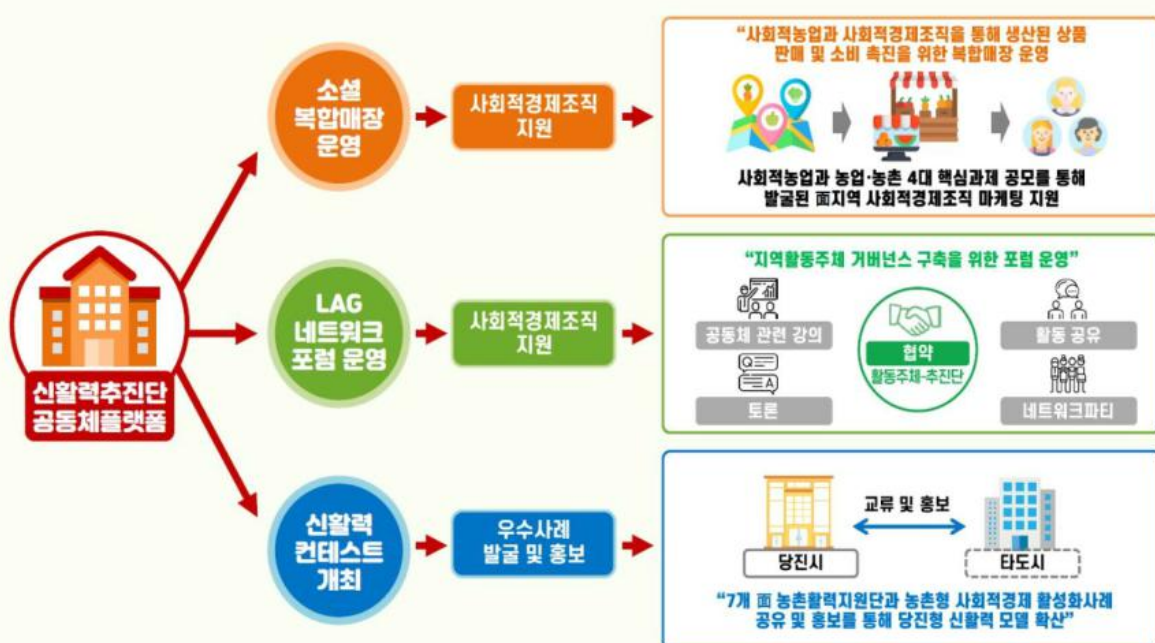 신활력추진단
공동체플랫폼
소셜
복합매장
운영
사회적경제조직
지원
“사회적농업과 사회적경제조직을 통해 생산된 상품
판매 및 소비 촉진을 위한 복합매장 운영
사회적농업과 농업·농촌 4대 핵심과제 공모를 통해
발굴된 面지역 사회적경제조직 마케팅 지원
LAG
네트워크
포럼 운영
사회적경제조직
지원
“지역활동주체 거버넌스 구축을 위한 포럼 운영”
공동체 관련 강의
활동 공유
협약
활동주체-추진단
Q
A
토론
네트워크파티
신활력
컨테스트
개최
우수사례
발굴 및 홍보
교류 및 홍보
당진시
타도시
“7개 面 농촌활력지원단과 농촌형 사회적경제 활성화사례
공유 및 홍보를 통해 당진형 신활력 모델 확산”